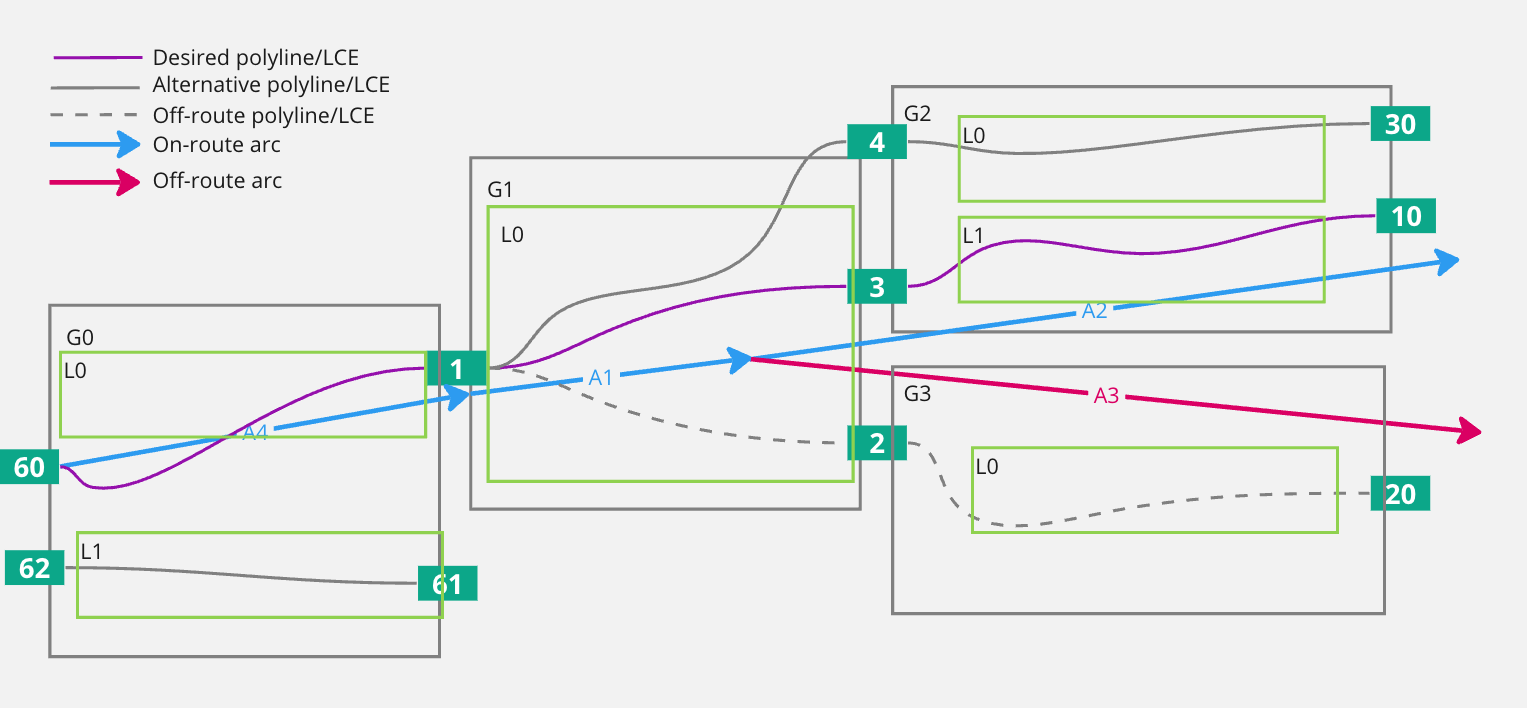 Desired polyline/LCE
Alternative polyline/LCE
Off-route polyline/LCE
On-route arc
Off-route arc
G2
L0
30
4
G1
L0
L1
10
3
A2
G0
L0
1
A1
A4
60
G3
A3
2
L0
20
L1
62
61